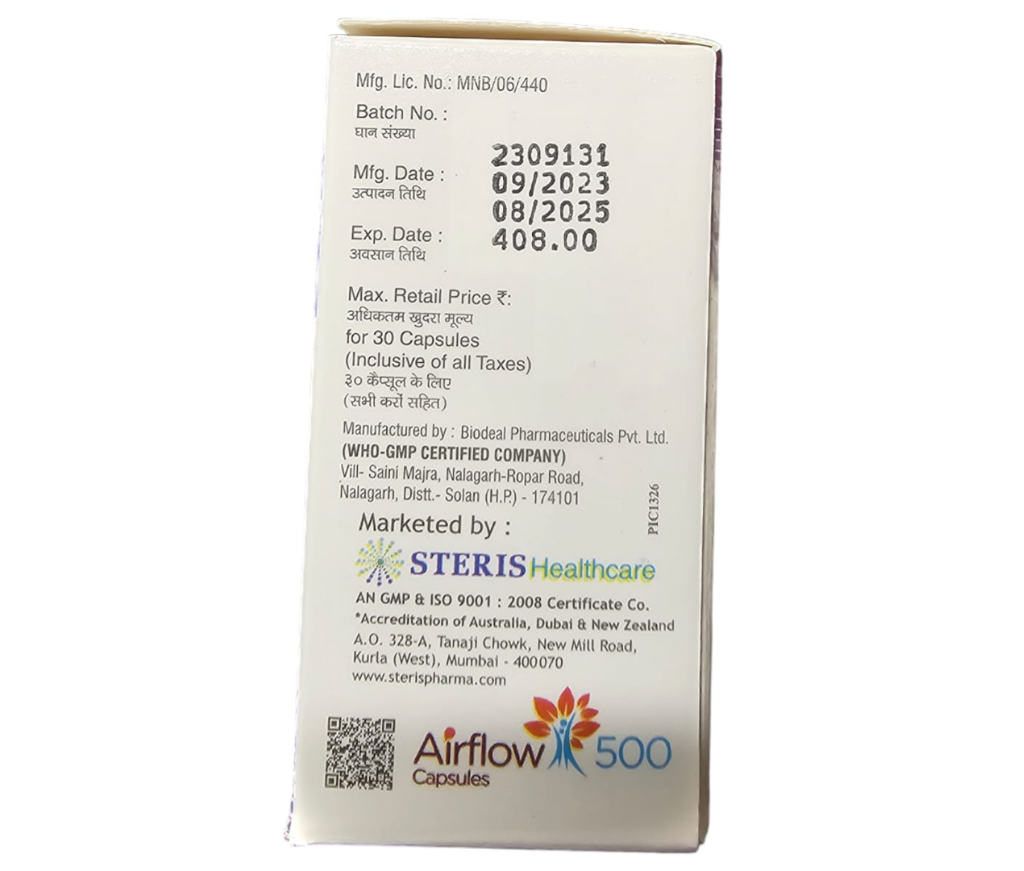 Mfg. Lic. No.: MNB/06/440
Batch No. :
घान संख्या
2309131
Mfg. Date :
उत्पादन तिथि
09/2023
08/2025
Exp. Date :
अवसान तिथि
408.00
Max. Retail Price ₹:
अधिकतम खुदरा मूल्य
for 30 Capsules
(Inclusive of all Taxes)
३० कैप्सूल के लिए
(सभी करों सहित)
Manufactured by : Biodeal Pharmaceuticals Pvt. Ltd.
(WHO-GMP CERTIFIED COMPANY)
Vill- Saini Majra, Nalagarh-Ropar Road,
Nalagarh, Distt.- Solan (H.P.) - 174101
PIC1326
Marketed by :
STERIS Healthcare
AN GMP & ISO 9001 : 2008 Certificate Co.
*Accreditation of Australia, Dubai & New Zealand
A.O. 328-A, Tanaji Chowk, New Mill Road,
Kurla (West), Mumbai - 400070
www.sterispharma.com
Airflow 500
Capsules